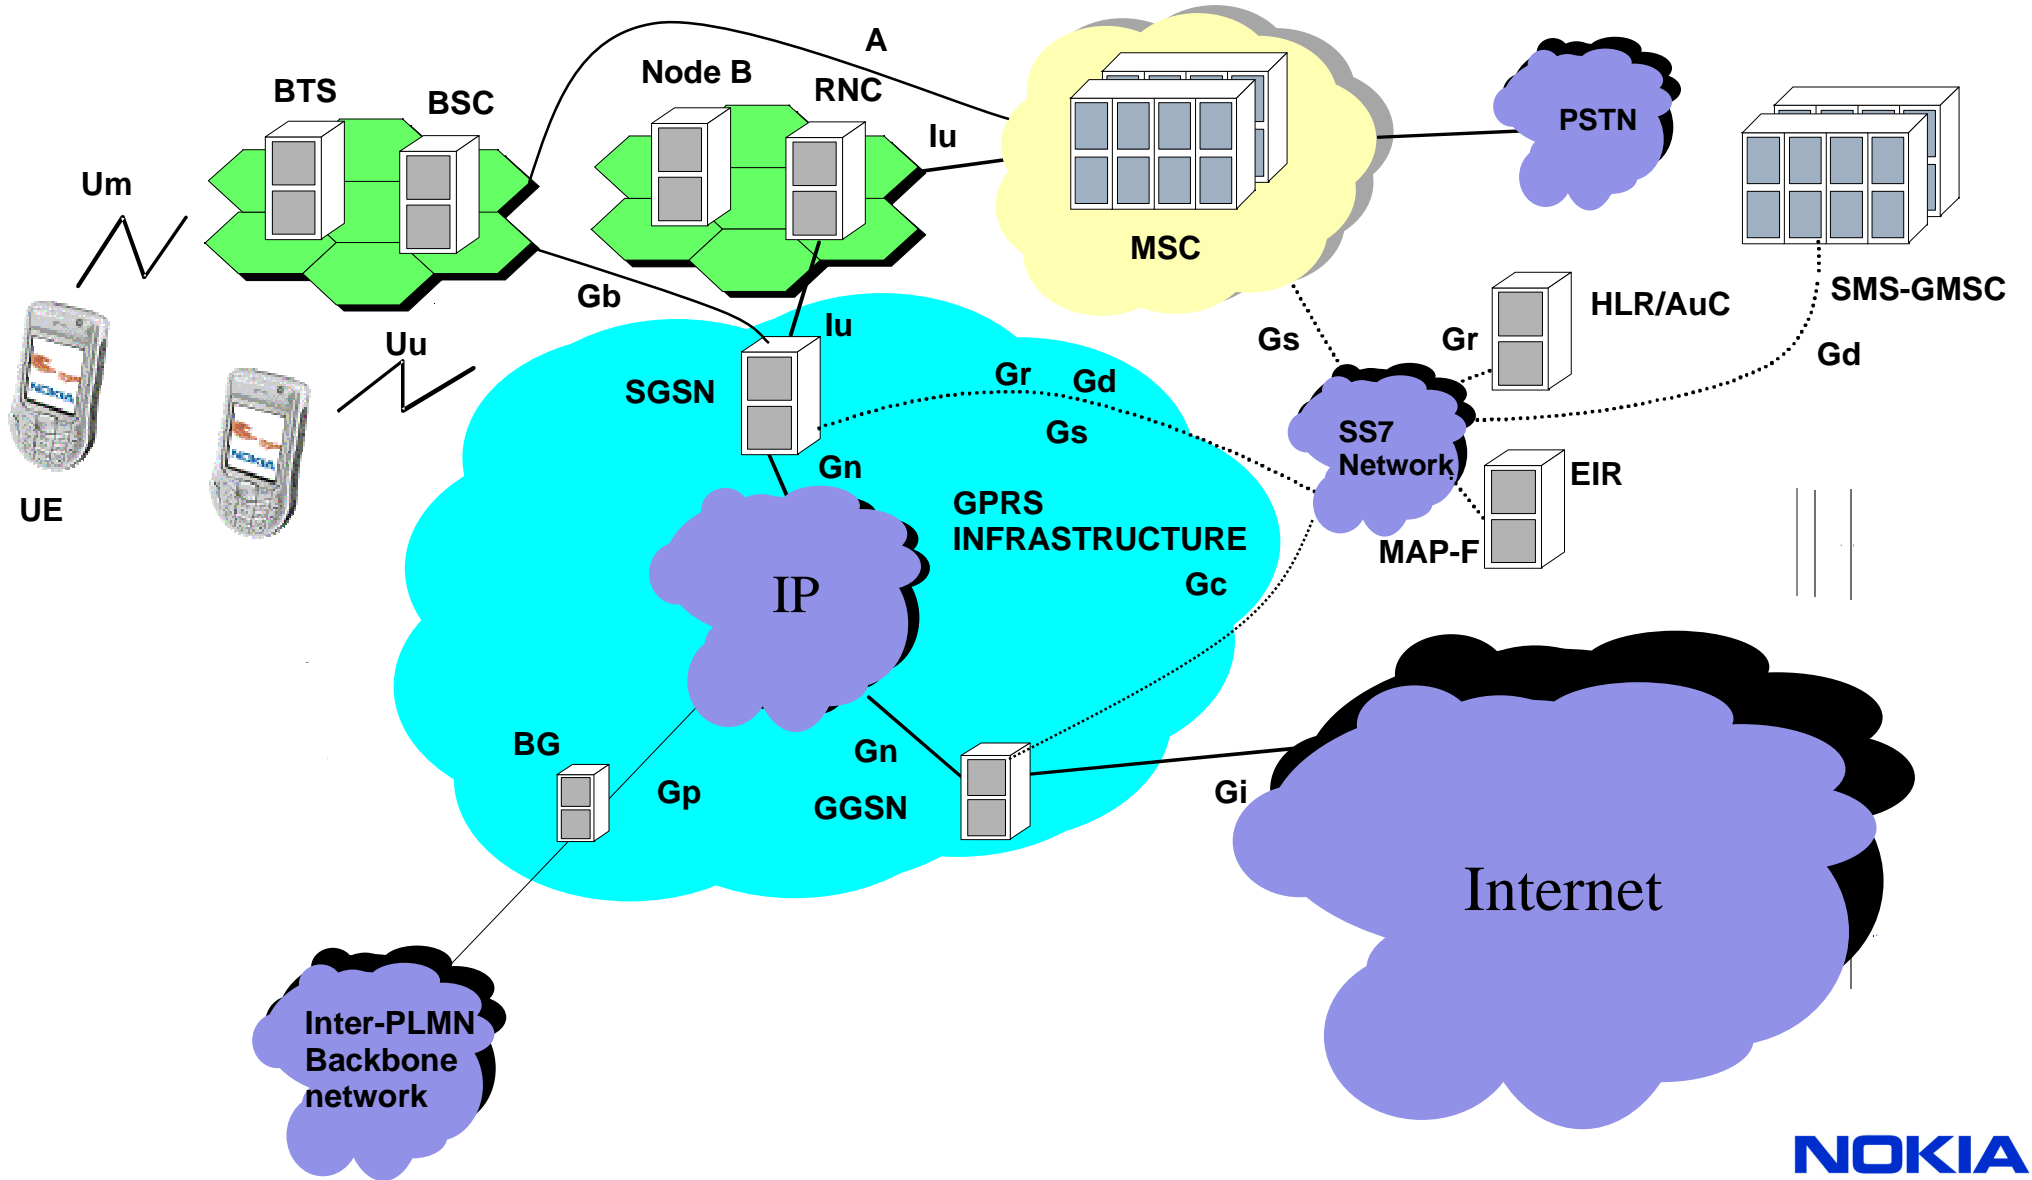 A
Node B
BTS
RNC
BSC
PSTN
Iu
Um
MSC
SMS-GMSC
Gb
HLR/AuC
Iu
Gs
Gr
Gd
Uu
Gr
Gd
SGSN
NOKIA
Gs
SS7
Network
Gn
EIR
NOKIA
UE
GPRS
INFRASTRUCTURE
MAP-F
IP
Gc
BG
Gn
Gp
Gi
GGSN
Internet
Inter-PLMN
Backbone
network
NOKIA